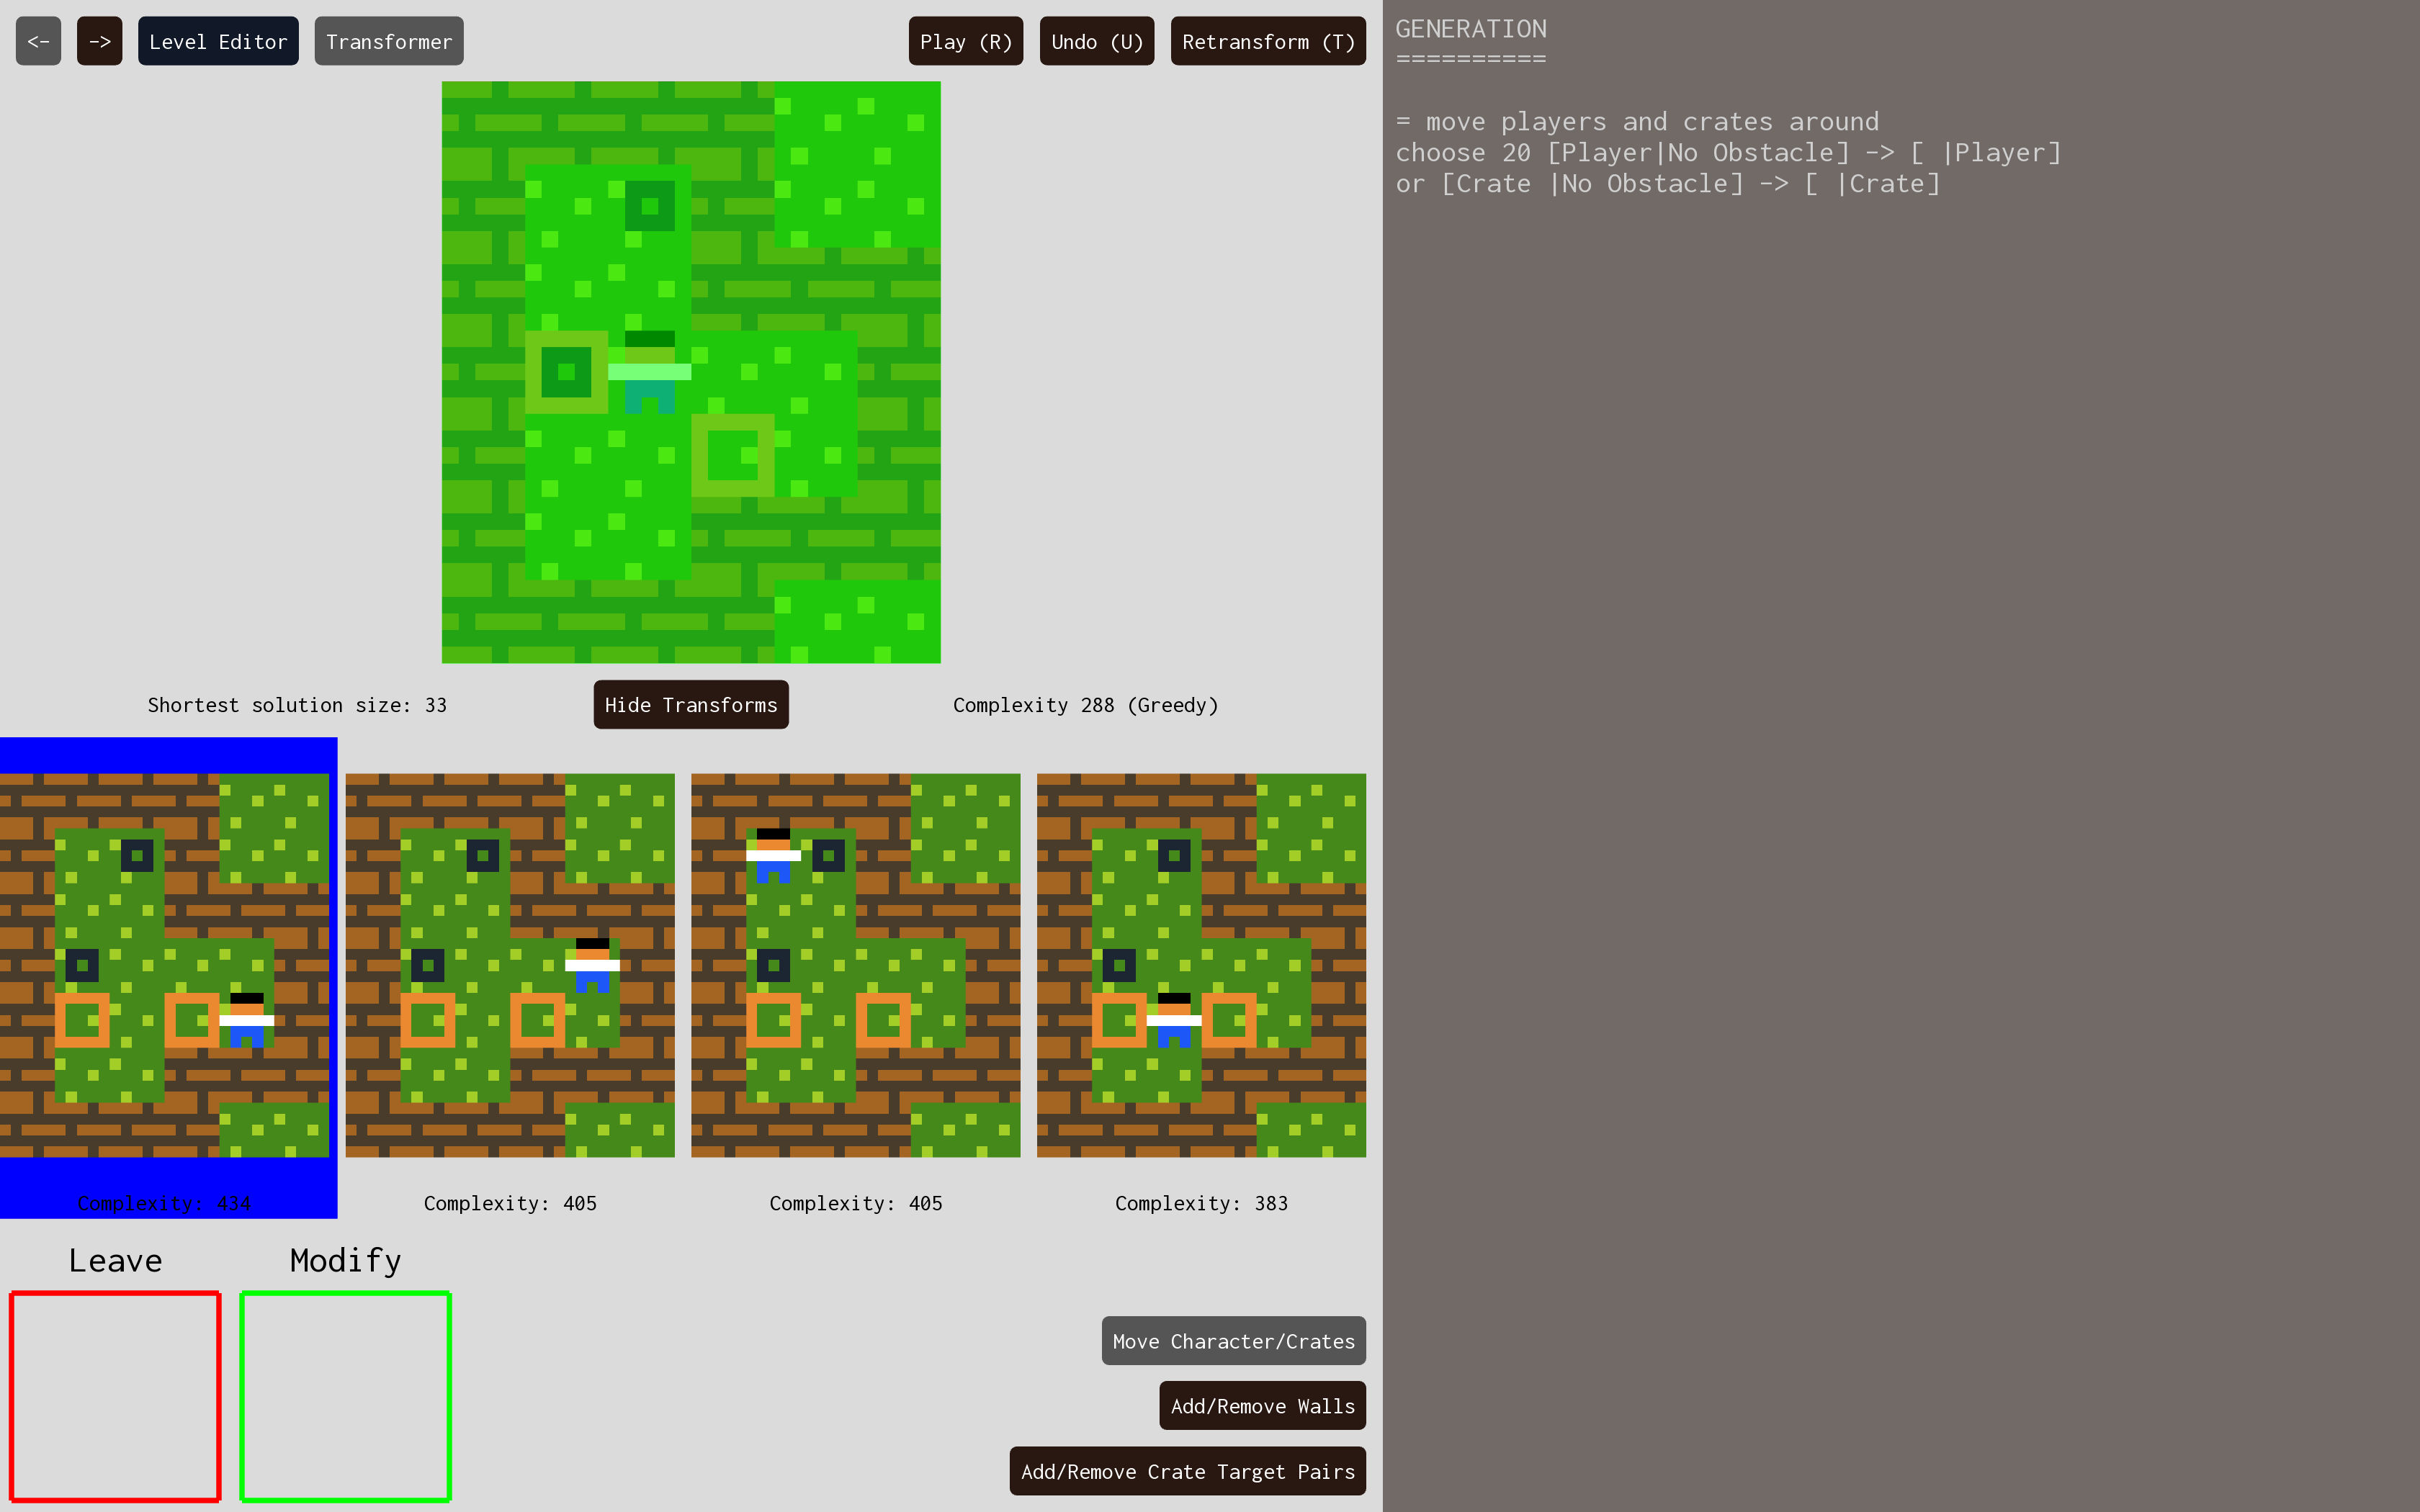 <- -> Level Editor Transformer Play (R) Undo (U) Retransform (T)
Shortest solution size: 33 Hide Transforms Complexity 288 (Greedy)
Complexity: 434 Complexity: 405 Complexity: 405 Complexity: 383
Leave Modify
Move Character/Crates
Add/Remove Walls
Add/Remove Crate Target Pairs
GENERATION
==========
= move players and crates around
choose 20 [Player|No Obstacle] -> [ |Player]
or [Crate |No Obstacle] -> [ |Crate]